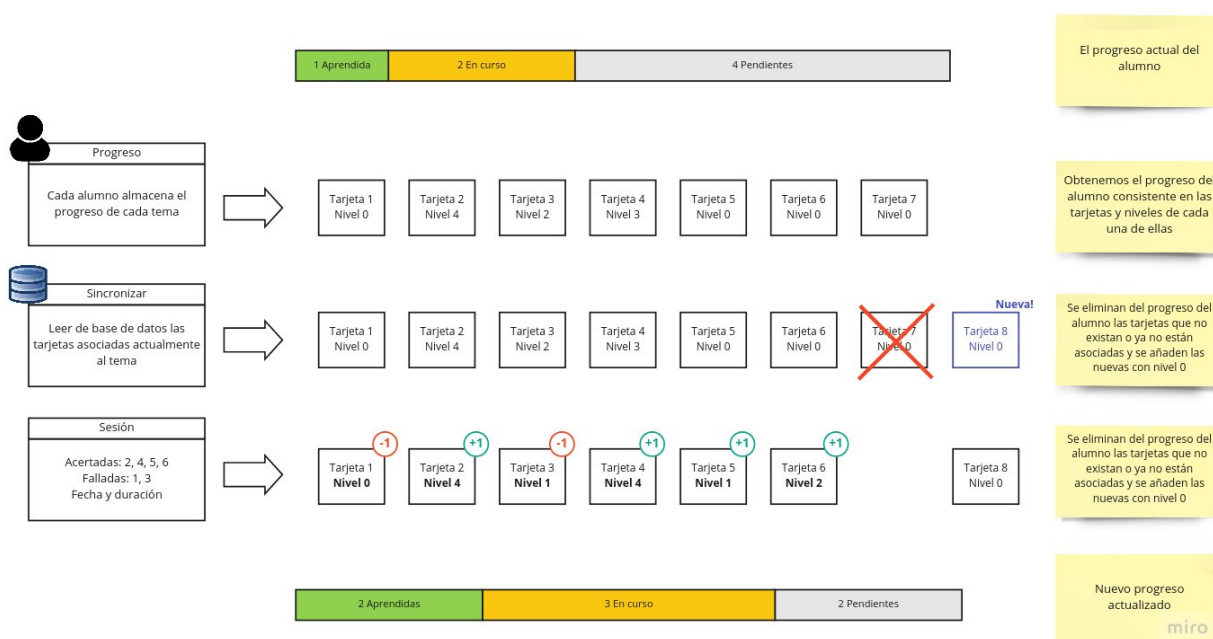 1 Aprendida
2 En curso
4 Pendientes
El progreso actual del
alumno
Progreso
Cada alumno almacena el
progreso de cada tema
Tarjeta 1
Nivel 0
Tarjeta 2
Nivel 4
Tarjeta 3
Nivel 2
Tarjeta 4
Nivel 3
Tarjeta 5
Nivel 0
Tarjeta 6
Nivel 0
Tarjeta 7
Nivel 0
Obtenemos el progreso del
alumno consistente en las
tarjetas y niveles de cada
una de ellas
Sincronizar
Leer de base de datos las
tarjetas asociadas actualmente
al tema
Tarjeta 1
Nivel 0
Tarjeta 2
Nivel 4
Tarjeta 3
Nivel 2
Tarjeta 4
Nivel 3
Tarjeta 5
Nivel 0
Tarjeta 6
Nivel 0
Tarjeta 7
Nivel 0
Nueva!
Tarjeta 8
Nivel 0
Se eliminan del progreso del
alumno las tarjetas que no
existan o ya no están
asociadas y se añaden las
nuevas con nivel 0
Sesión
Acertadas: 2, 4, 5, 6
Falladas: 1, 3
Fecha y duración
-1
Tarjeta 1
Nivel 0
+1
Tarjeta 2
Nivel 4
-1
Tarjeta 3
Nivel 1
+1
Tarjeta 4
Nivel 4
+1
Tarjeta 5
Nivel 1
+1
Tarjeta 6
Nivel 2
Tarjeta 8
Nivel 0
Se eliminan del progreso del
alumno las tarjetas que no
existan o ya no están
asociadas y se añaden las
nuevas con nivel 0
2 Aprendidas
3 En curso
2 Pendientes
Nuevo progreso
actualizado
miro